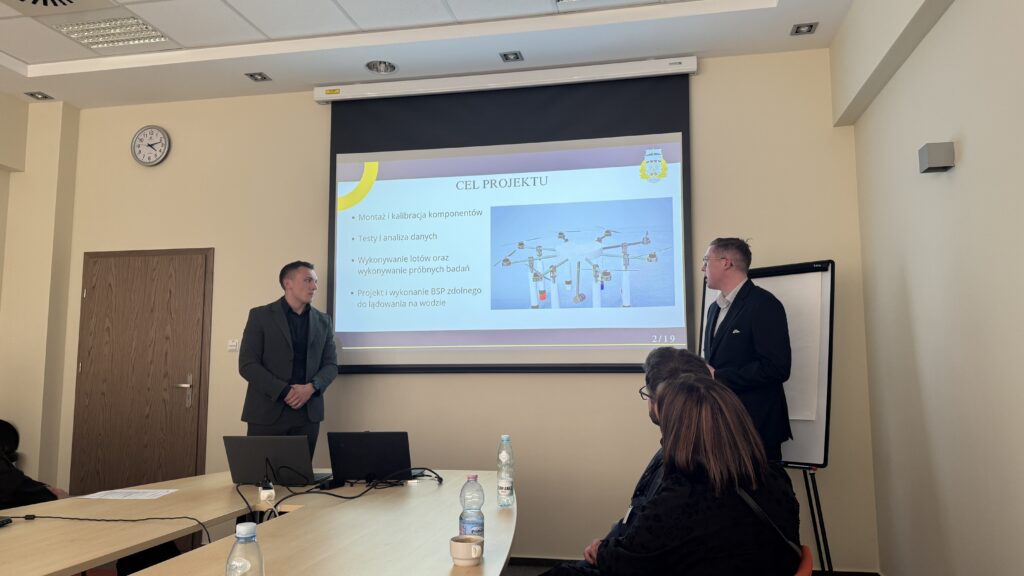 CEL PROJEKTU
• Montaż i kalibracja komponentów
• Testy i analiza danych
• Wykonywanie lotów oraz
wykonywanie próbnych badań
• Projekt i wykonanie BSP zdolnego
do lądowania na wodzie
2/19